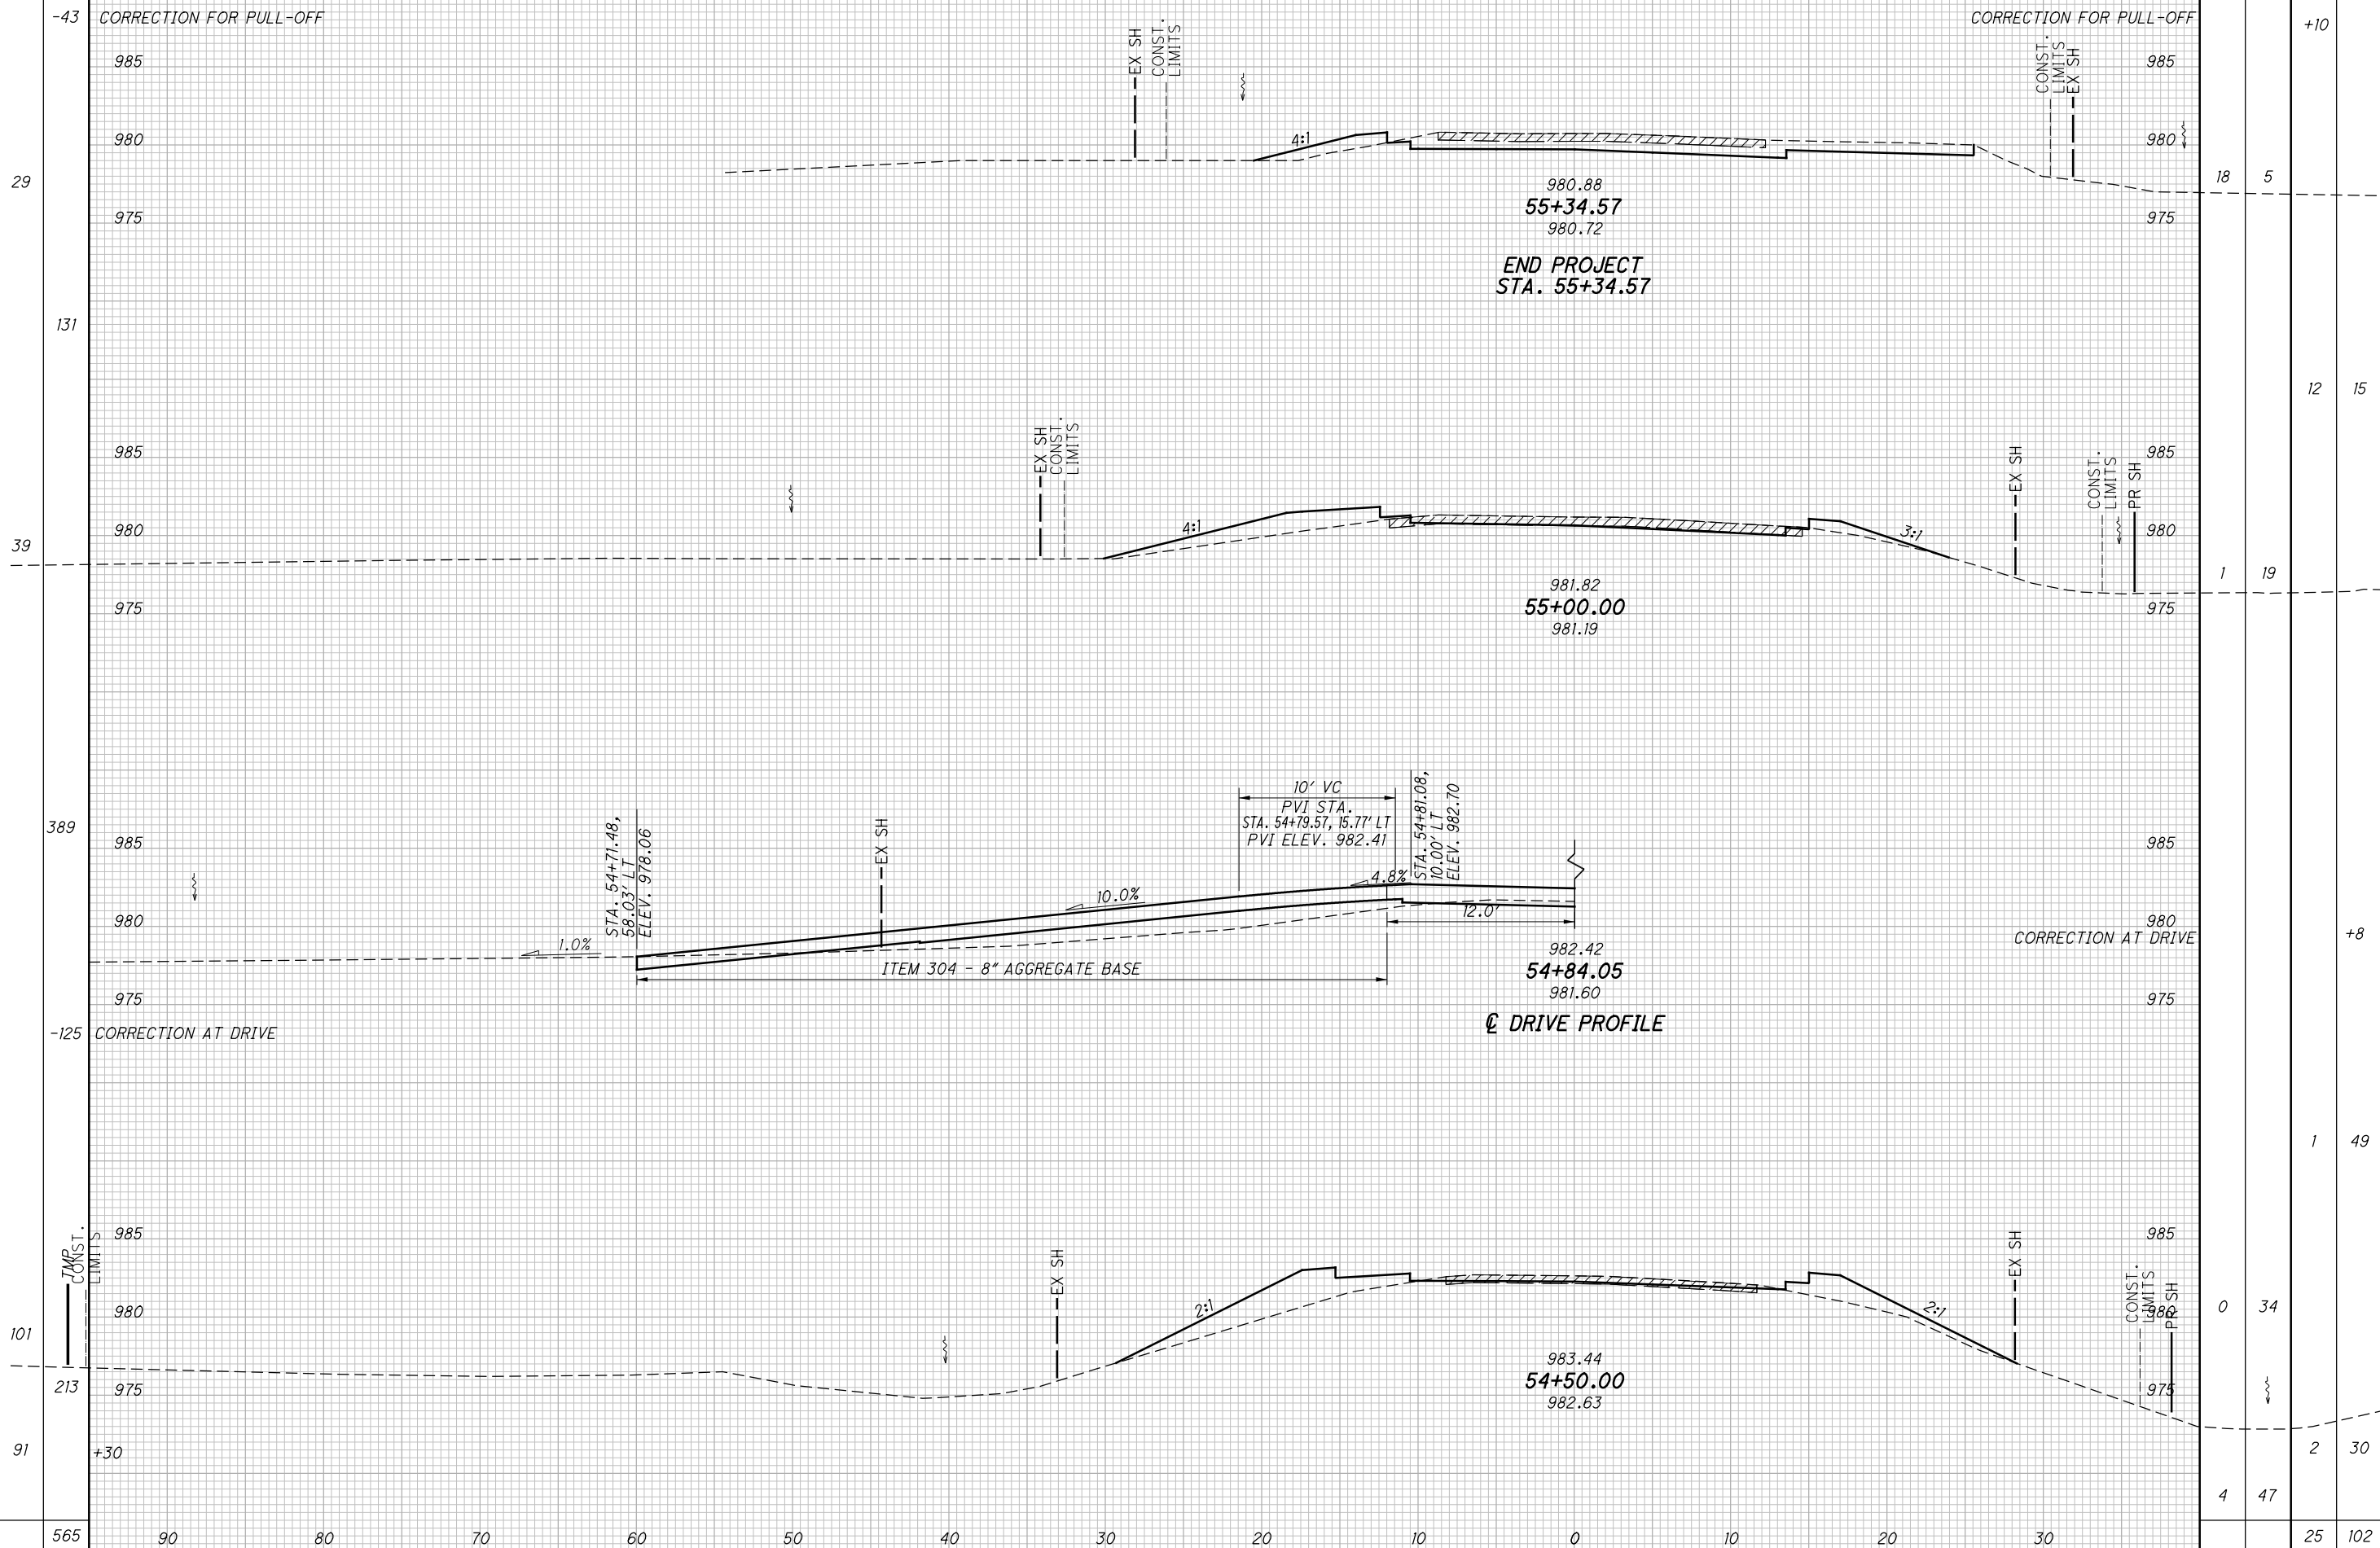 -43
CORRECTION FOR PULL-OFF
CORRECTION FOR PULL-OFF
+10
985
EX SH
CONST.
LIMITS
CONST.
LIMITS
EX SH
985
980
4:1
980
29
980.88
18
5
55+34.57
975
980.72
975
END PROJECT
STA. 55+34.57
131
12
15
985
EX SH
CONST.
LIMITS
EX SH
CONST.
LIMITS
PR SH
985
980
4:1
3:1
980
39
981.82
1
19
55+00.00
975
981.19
975
10' VC
PVI STA.
STA. 54+79.57, 15.77' LT
PVI ELEV. 982.41
STA. 54+81.08,
10.00' LT
ELEV. 982.70
389
985
STA. 54+71.48,
58.03' LT
ELEV. 978.06
EX SH
985
4.8%
10.0%
980
12.0'
980
1.0%
CORRECTION AT DRIVE
+8
982.42
ITEM 304 - 8" AGGREGATE BASE
54+84.05
981.60
975
975
℄ DRIVE PROFILE
-125
CORRECTION AT DRIVE
1
49
TMP
CONST.
LIMITS
985
EX SH
EX SH
CONST.
LIMITS
PR SH
985
980
2:1
2:1
980
0
34
101
983.44
54+50.00
982.63
213
975
975
91
+30
2
30
4
47
565
90
80
70
60
50
40
30
20
10
0
10
20
30
25
102